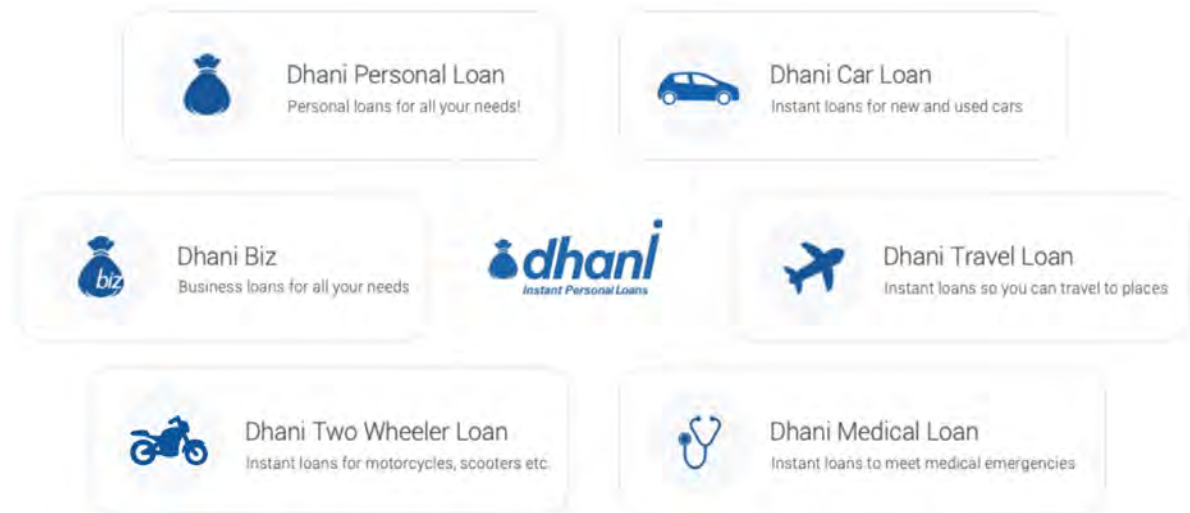 Dhani Personal Loan
Personal loans for all your needs!
Dhani Car Loan
Instant loans for new and used cars
Dhani Biz
Business loans for all your needs
biz
dhani
Instant Personal Loans
Dhani Travel Loan
Instant loans so you can travel to places
Dhani Two Wheeler Loan
Instant loans for motorcycles, scooters etc
Dhani Medical Loan
Instant loans to meet medical emergencies